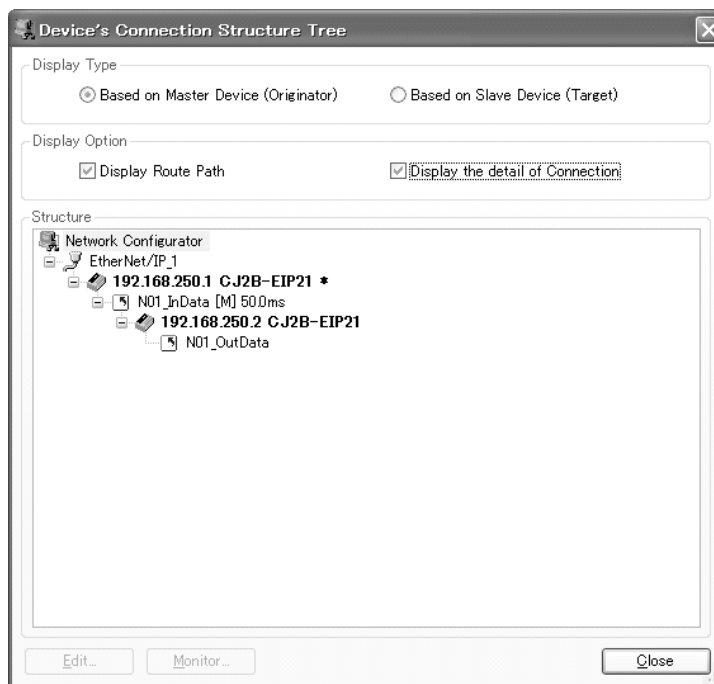 Device's Connection Structure Tree
Display Type
Based on Master Device (Originator)
Based on Slave Device (Target)
Display Option
Display Route Path
Display the detail of Connection
Structure
Network Configurator
EtherNet/IP_1
192.168.250.1 CJ2B-EIP21 *
N01_InData [M] 50.0ms
192.168.250.2 CJ2B-EIP21
N01_OutData
Edit...
Monitor...
Close